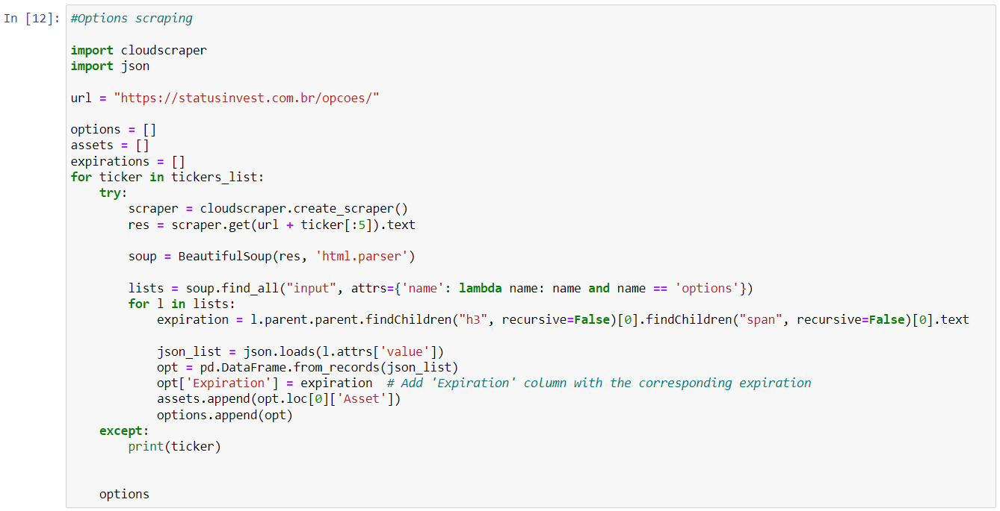 In [12]: #Options scraping
import cloudscraper
import json
url = "https://statusinvest.com.br/opcoes/"
options = []
assets = []
expirations = []
for ticker in tickers_list:
    try:
        scraper = cloudscraper.create_scraper()
        res = scraper.get(url + ticker[:5]).text
        soup = BeautifulSoup(res, 'html.parser')
        lists = soup.find_all("input", attrs={'name': lambda name: name and name == 'options'})
        for l in lists:
            expiration = l.parent.parent.findChildren("h3", recursive=False)[0].findChildren("span", recursive=False)[0].text
            json_list = json.loads(l.attrs['value'])
            opt = pd.DataFrame.from_records(json_list)
            opt['Expiration'] = expiration  # Add 'Expiration' column with the corresponding expiration
            assets.append(opt.loc[0]['Asset'])
            options.append(opt)
    except:
        print(ticker)
    options